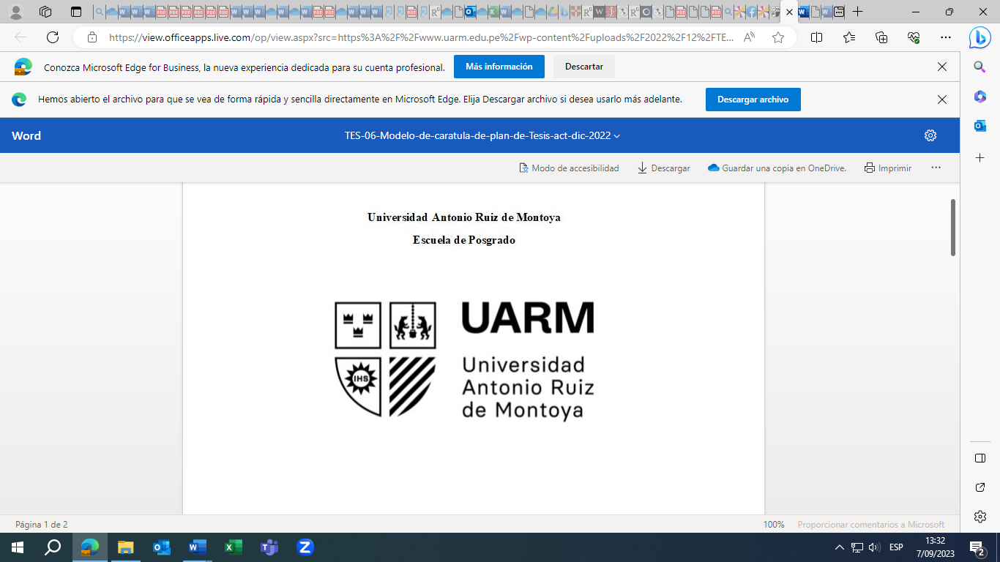 https://view.officeapps.live.com/op/view.aspx?src=https%3A%2F%2Fwww.uarm.edu.pe%2Fwp-content%2Fuploads%2F2022%2F12%2FTE...
Conozca Microsoft Edge for Business, la nueva experiencia dedicada para su cuenta profesional.
Más información
Descartar
Hemos abierto el archivo para que se vea de forma rápida y sencilla directamente en Microsoft Edge. Elija Descargar archivo si desea usarlo más adelante.
Descargar archivo
Word
TES-06-Modelo-de-caratula-de-plan-de-Tesis-act-dic-2022
Modo de accesibilidad
Descargar
Guardar una copia en OneDrive.
Imprimir
Universidad Antonio Ruiz de Montoya
Escuela de Posgrado
UARM
IHS
Universidad
Antonio Ruiz
de Montoya
Página 1 de 2
100%
Proporcionar comentarios a Microsoft
ESP
13:32
7/09/2023
2